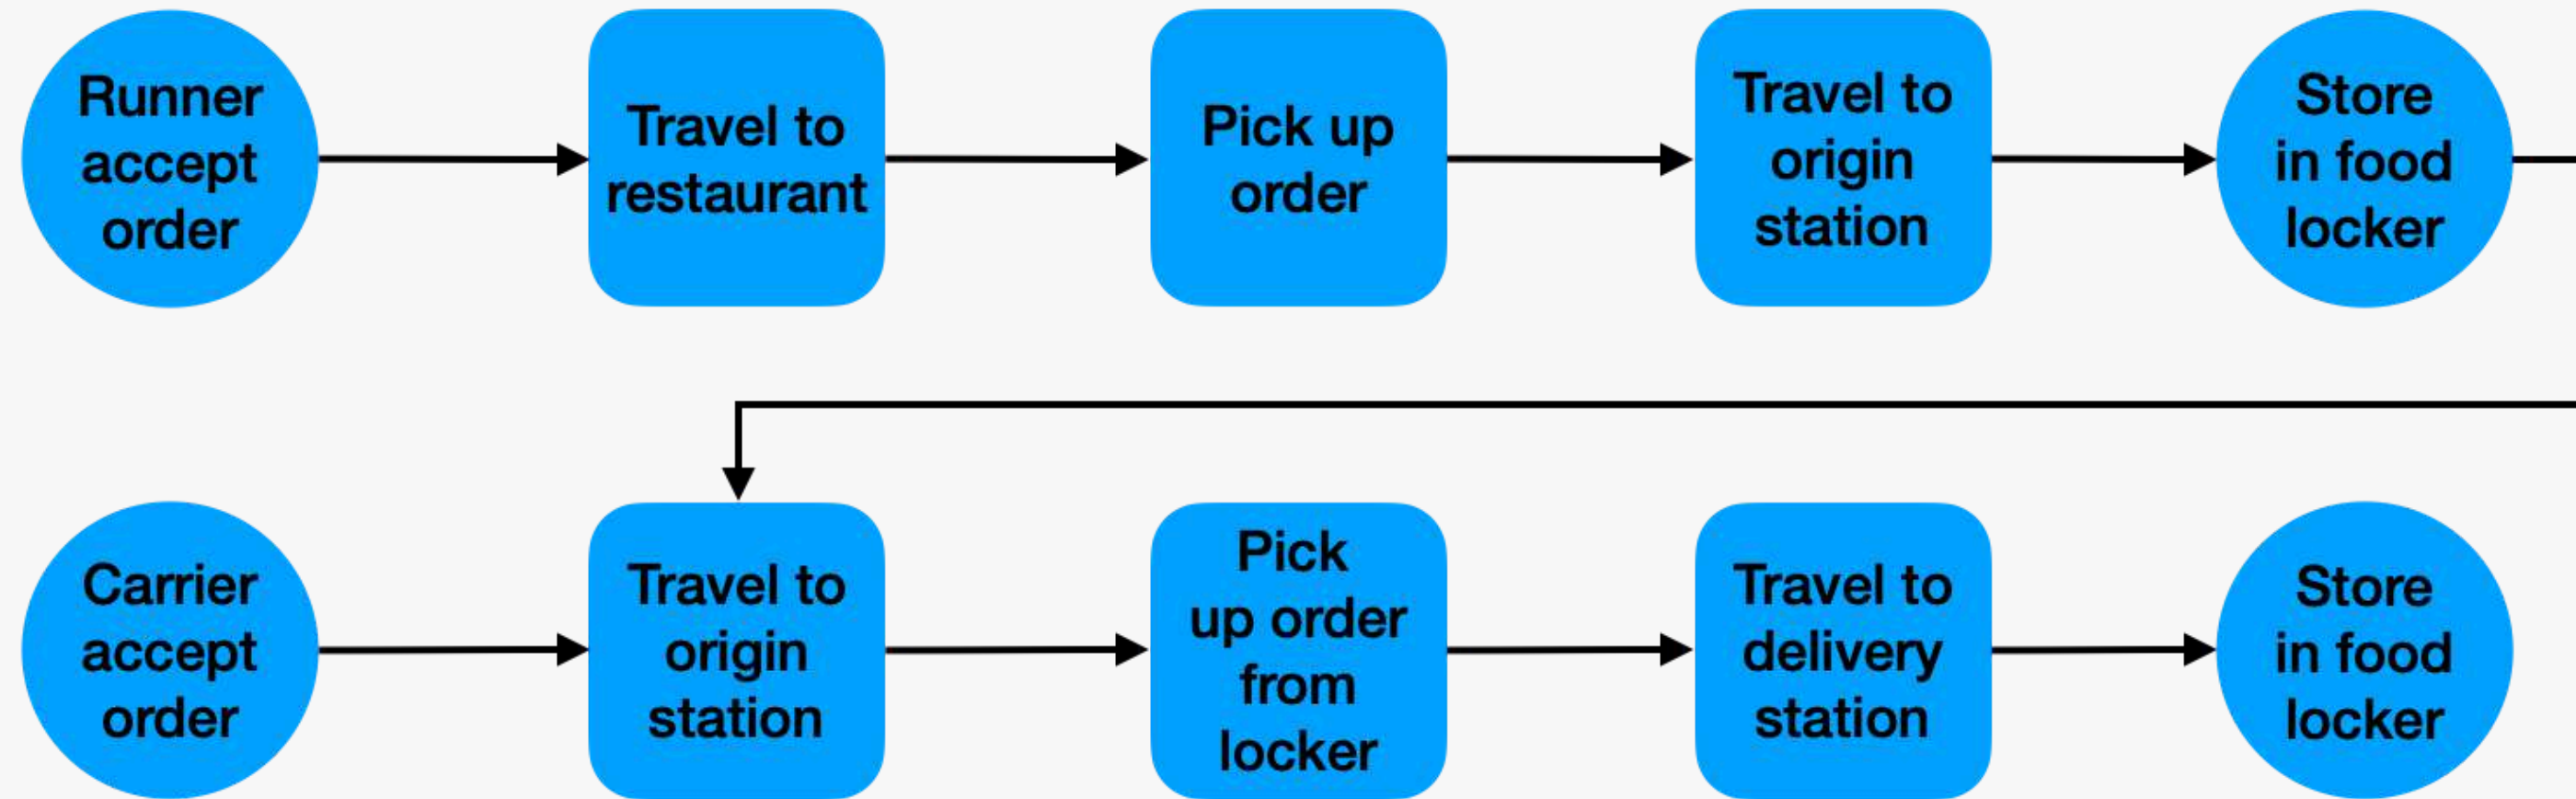 Runner
accept
order
Travel to
restaurant
Pick up
order
Travel to
origin
station
Store
in food
locker
Carrier
accept
order
Travel to
origin
station
Pick
up order
from
locker
Travel to
delivery
station
Store
in food
locker